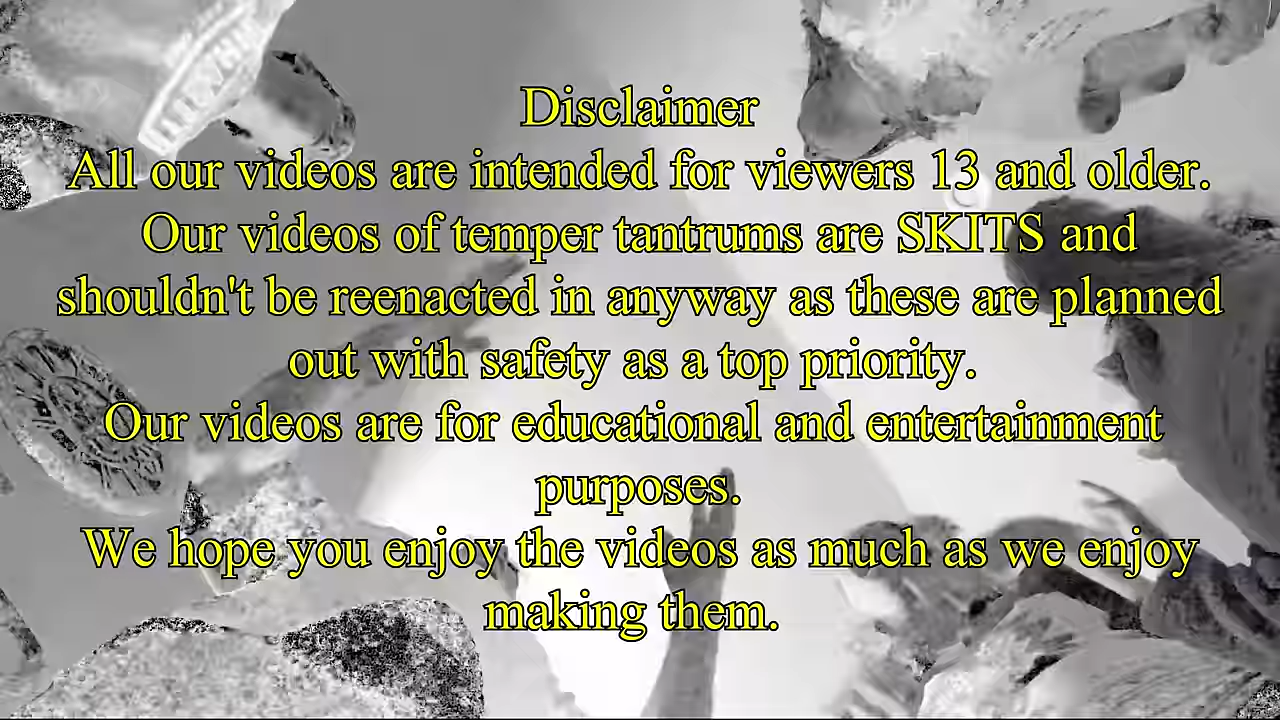 Disclaimer
All our videos are intended for viewers 13 and older.
Our videos of temper tantrums are SKITS and
shouldn't be reenacted in anyway as these are planned
out with safety as a top priority.
Our videos are for educational and entertainment
purposes.
We hope you enjoy the videos as much as we enjoy
making them.